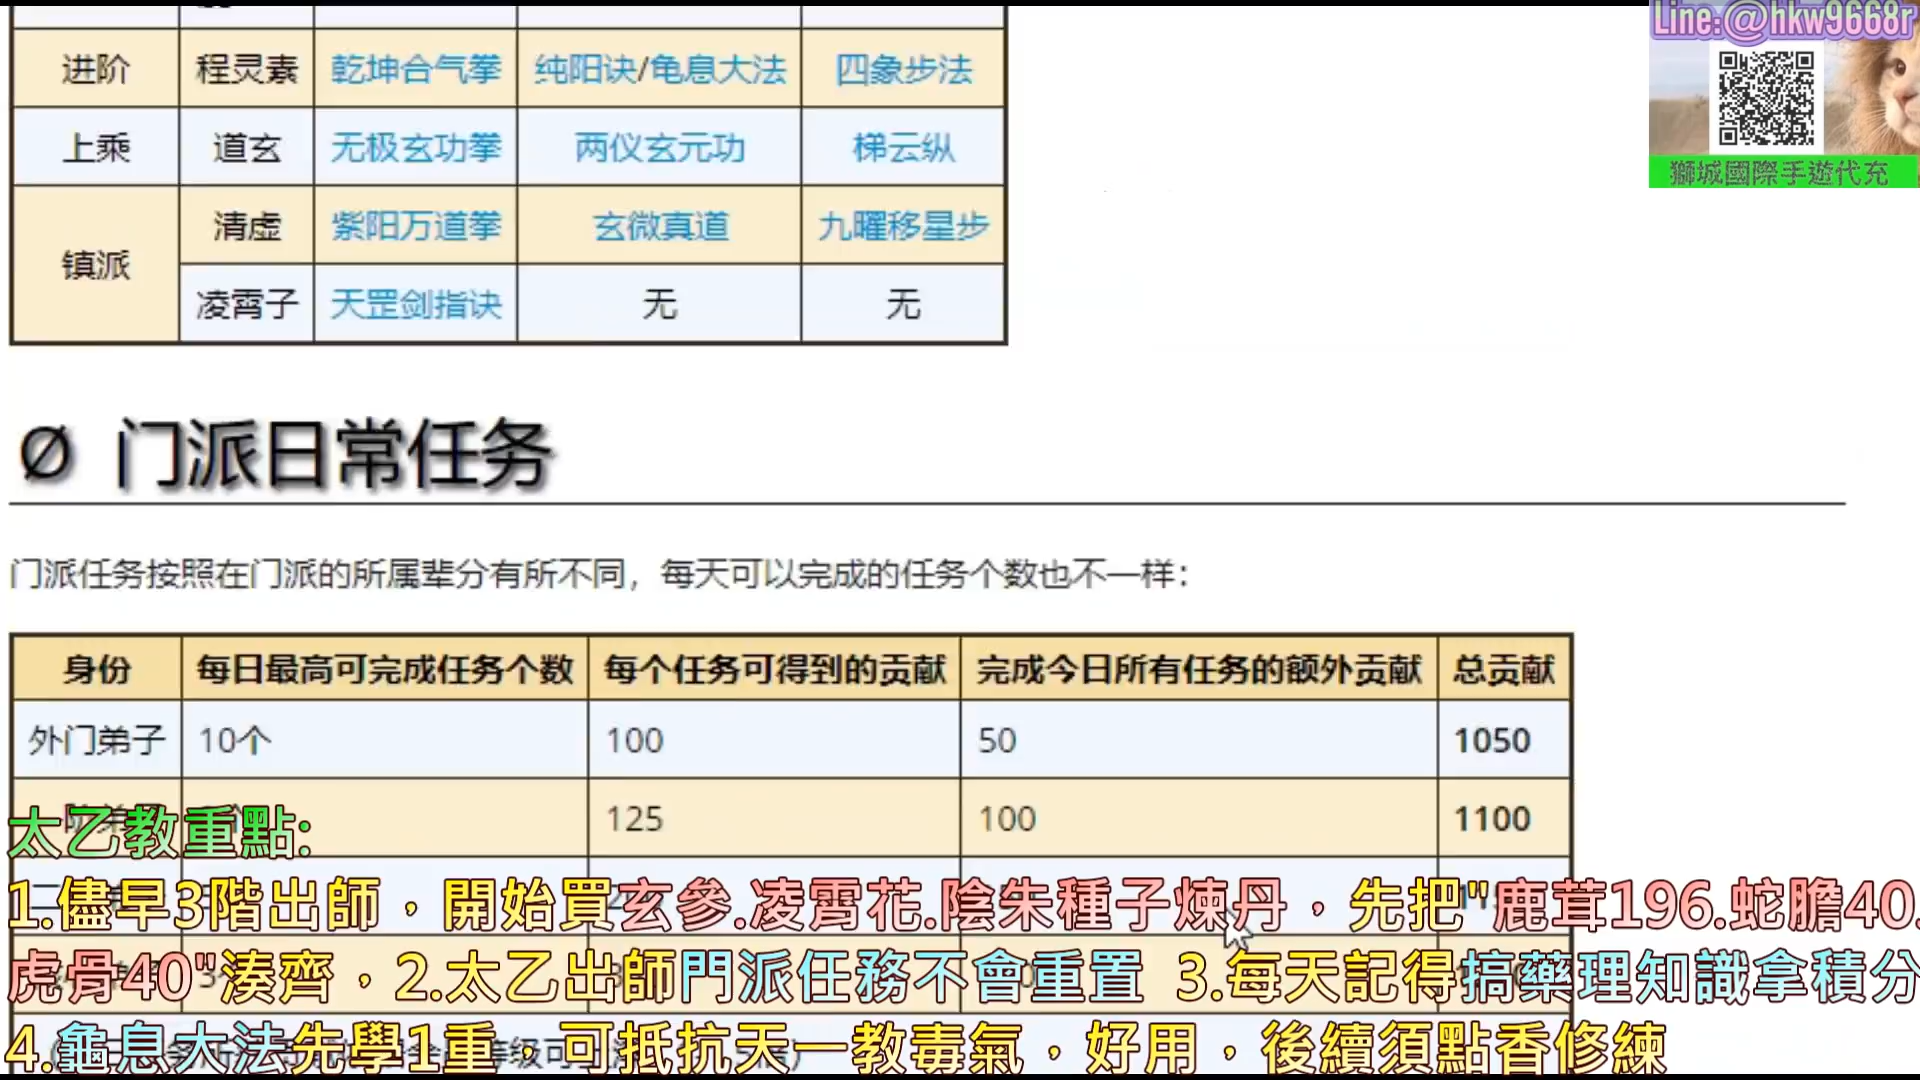 Line:@hkw9668r
獅城國際手遊代充
进阶 程灵素 乾坤合气拳 纯阳诀/龟息大法 四象步法
上乘 道玄 无极玄功拳 两仪玄元功 梯云纵
镇派 清虚 紫阳万道拳 玄微真道 九曜移星步
凌霄子 天罡剑指诀 无 无
Ø 门派日常任务
门派任务按照在门派的所属辈分有所不同，每天可以完成的任务个数也不一样：
身份 每日最高可完成任务个数 每个任务可得到的贡献 完成今日所有任务的额外贡献 总贡献
外门弟子 10个 100 50 1050
125 100 1100
太乙教重點:
1.儘早3階出師，開始買玄參.凌霄花.陰朱種子煉丹，先把"鹿茸196.蛇膽40.
虎骨40"湊齊，2.太乙出師門派任務不會重置 3.每天記得搞藥理知識拿積分
4.龜息大法先學1重，可抵抗天一教毒氣，好用，後續須點香修練